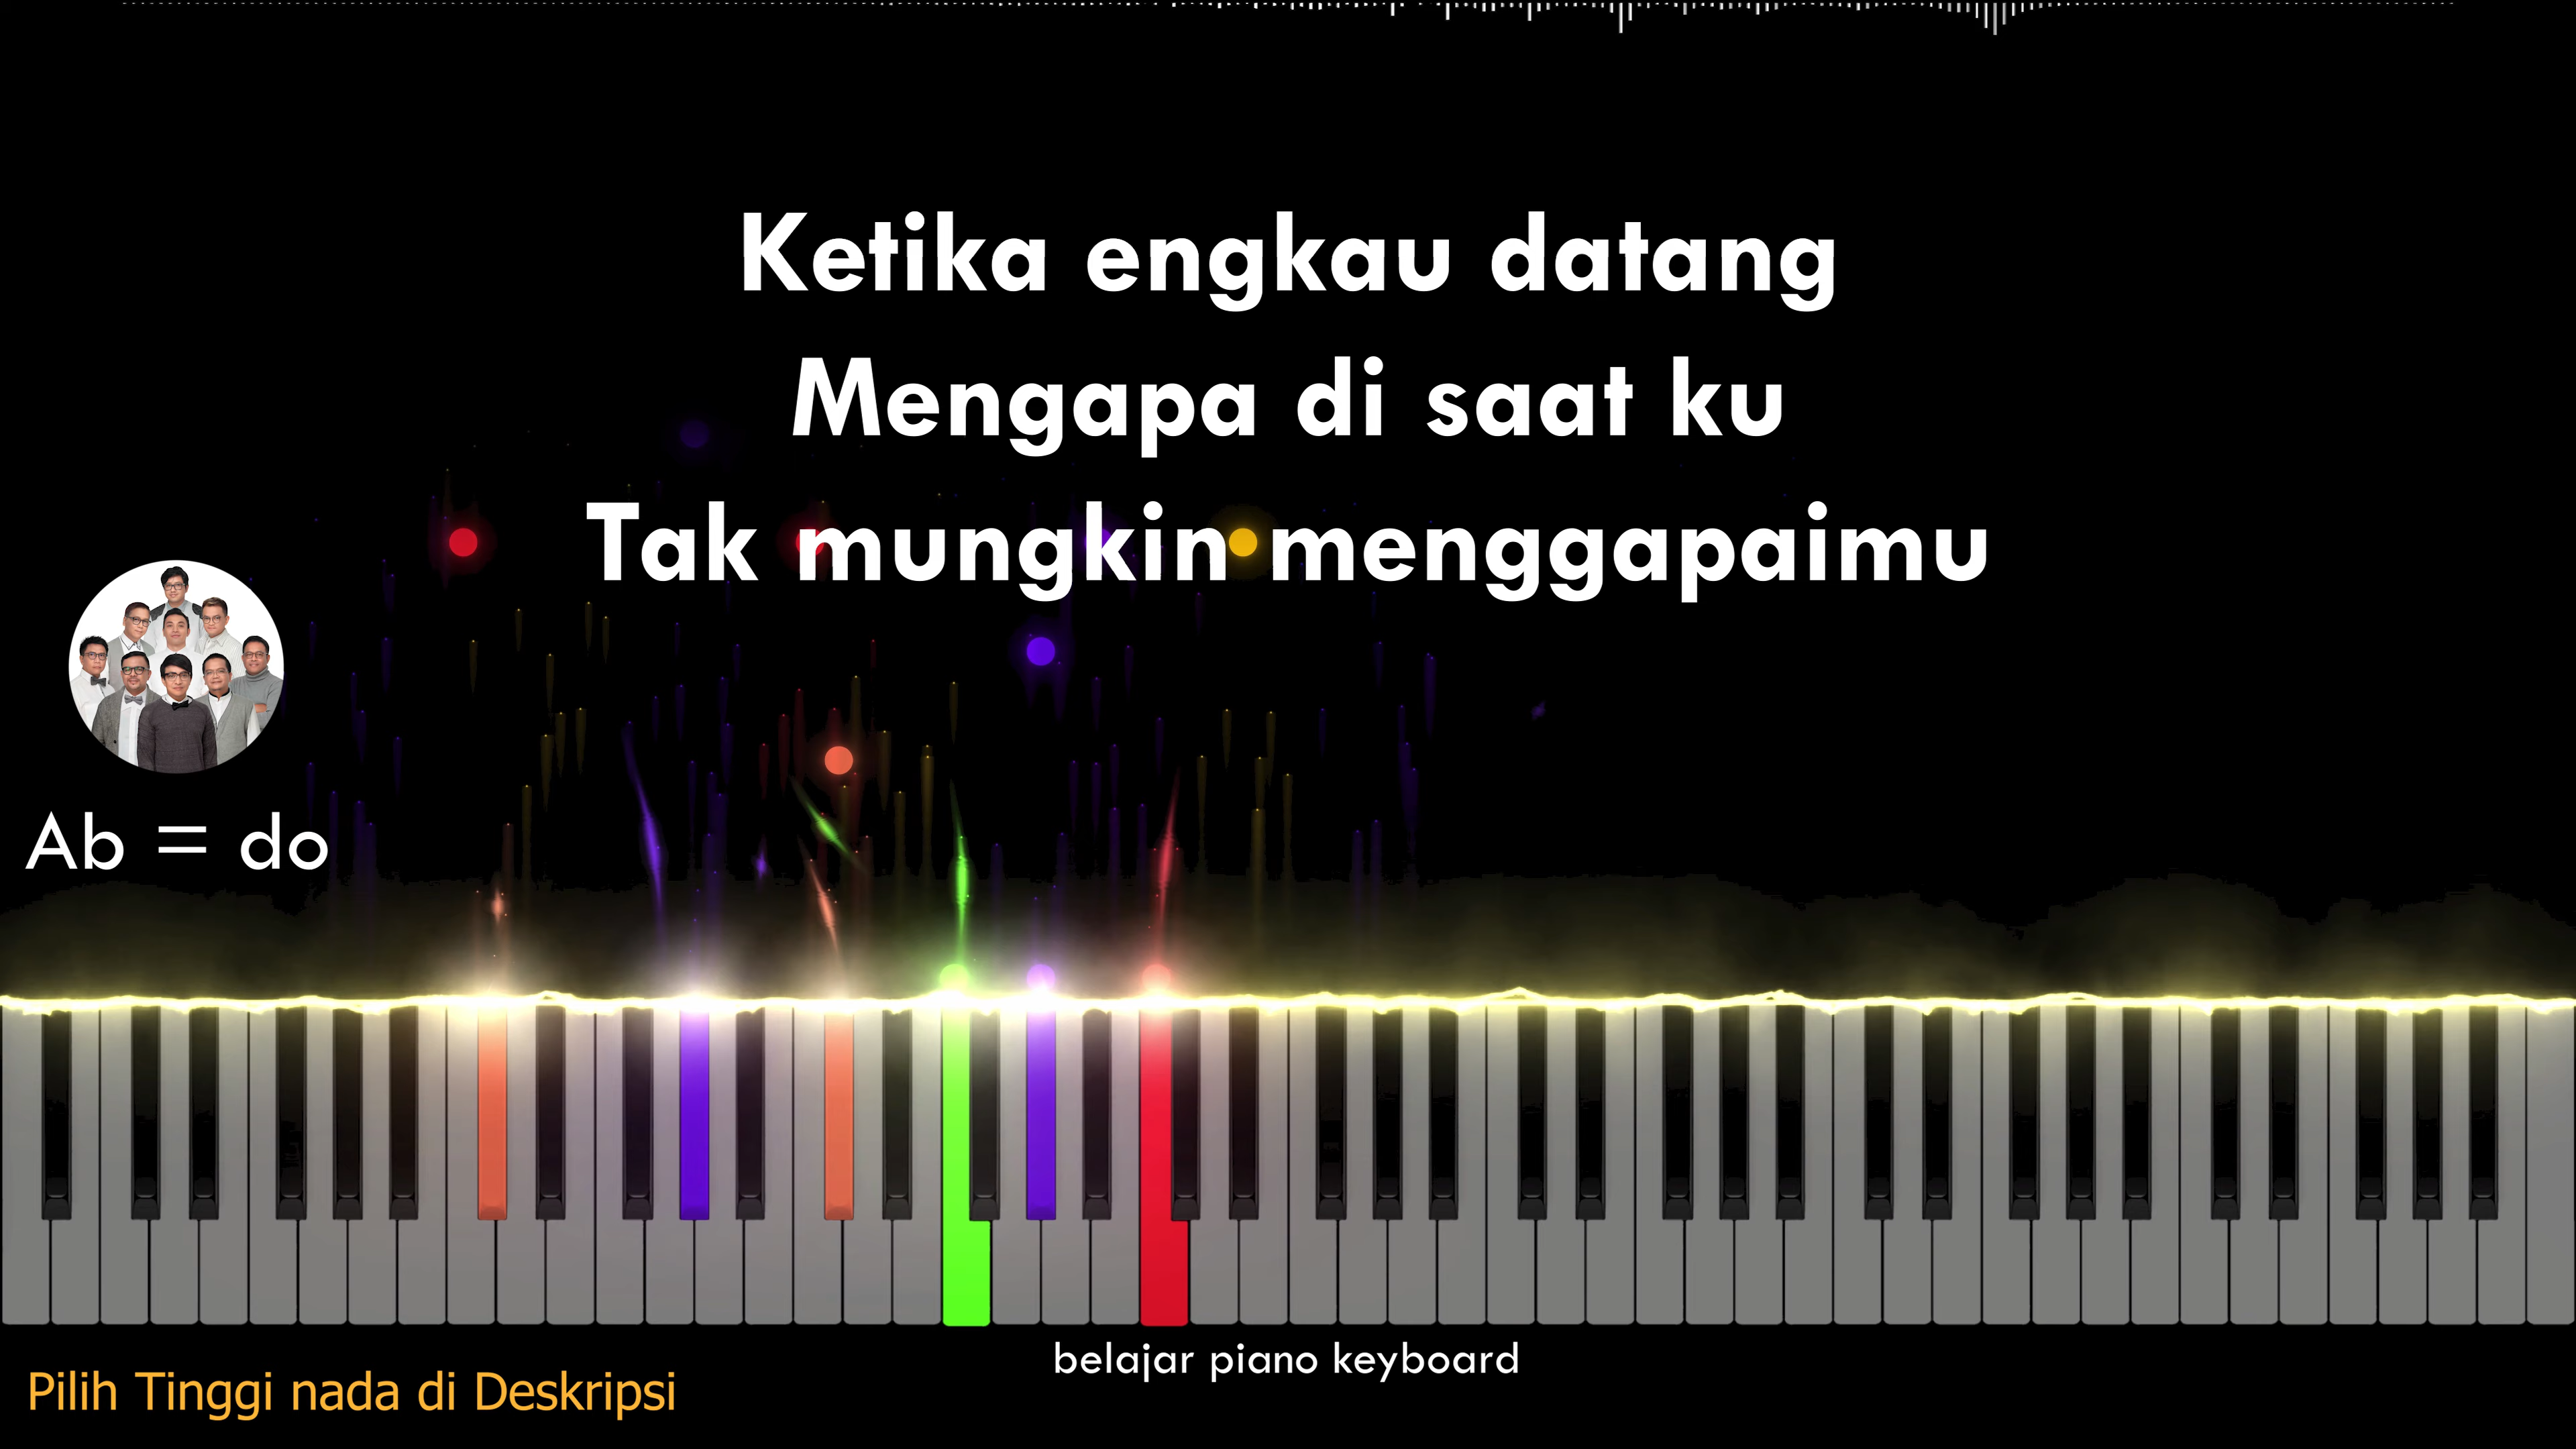 Ketika engkau datang
Mengapa di saat ku
Tak mungkin menggapaimu
Ab = do
belajar piano keyboard
Pilih Tinggi nada di Deskripsi